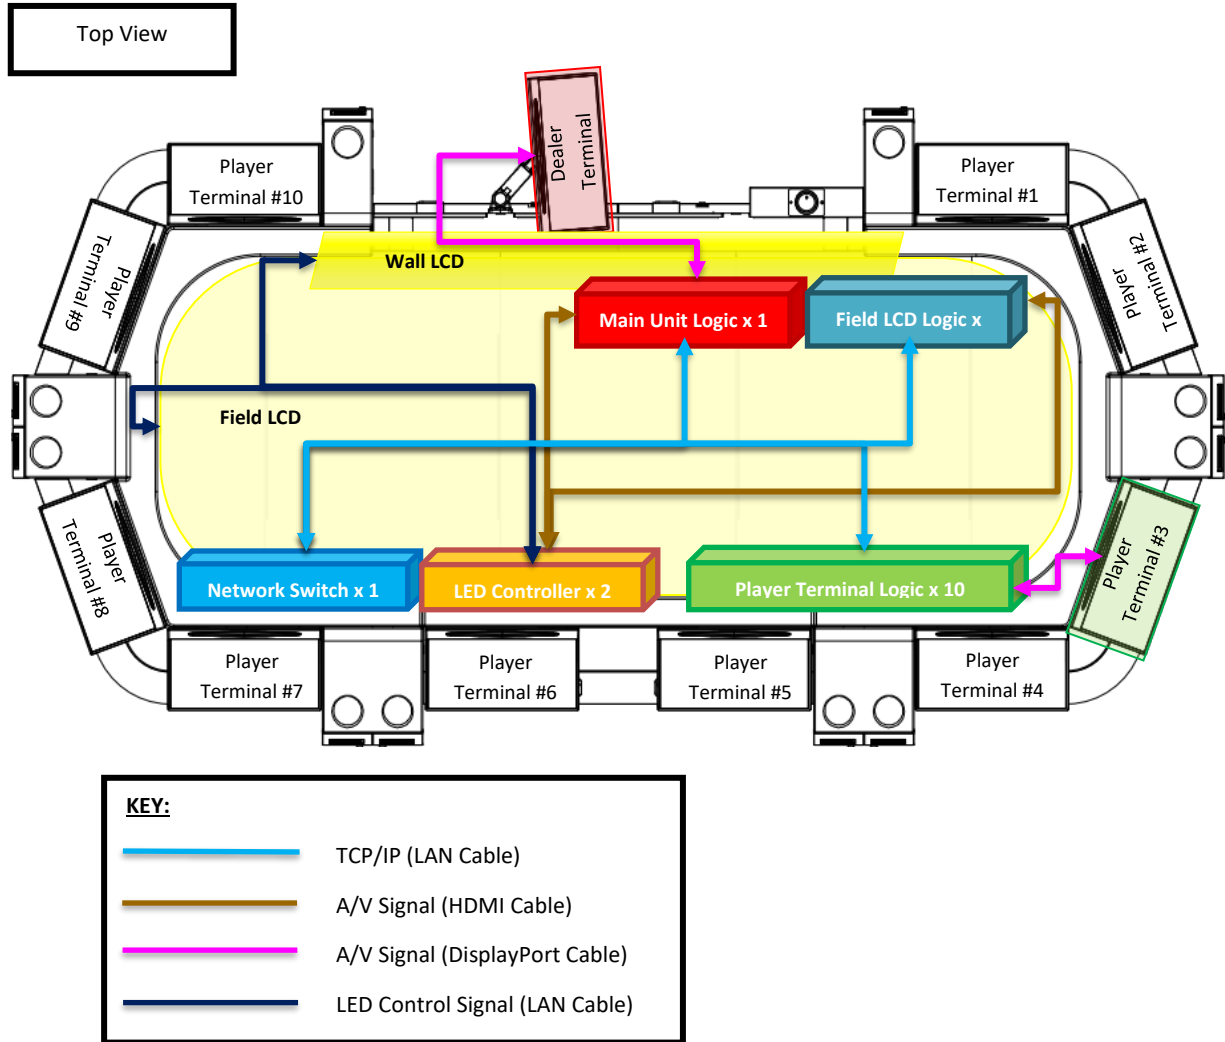 Top View
Dealer
Terminal
Player
Terminal #10
Player
Terminal #1
Player
Terminal #9
Player
Terminal #2
Wall LCD
Main Unit Logic x 1
Field LCD Logic x
Field LCD
Player
Terminal #8
Player
Terminal #3
Network Switch x 1
LED Controller x 2
Player Terminal Logic x 10
Player
Terminal #7
Player
Terminal #6
Player
Terminal #5
Player
Terminal #4
KEY:
TCP/IP (LAN Cable)
A/V Signal (HDMI Cable)
A/V Signal (DisplayPort Cable)
LED Control Signal (LAN Cable)